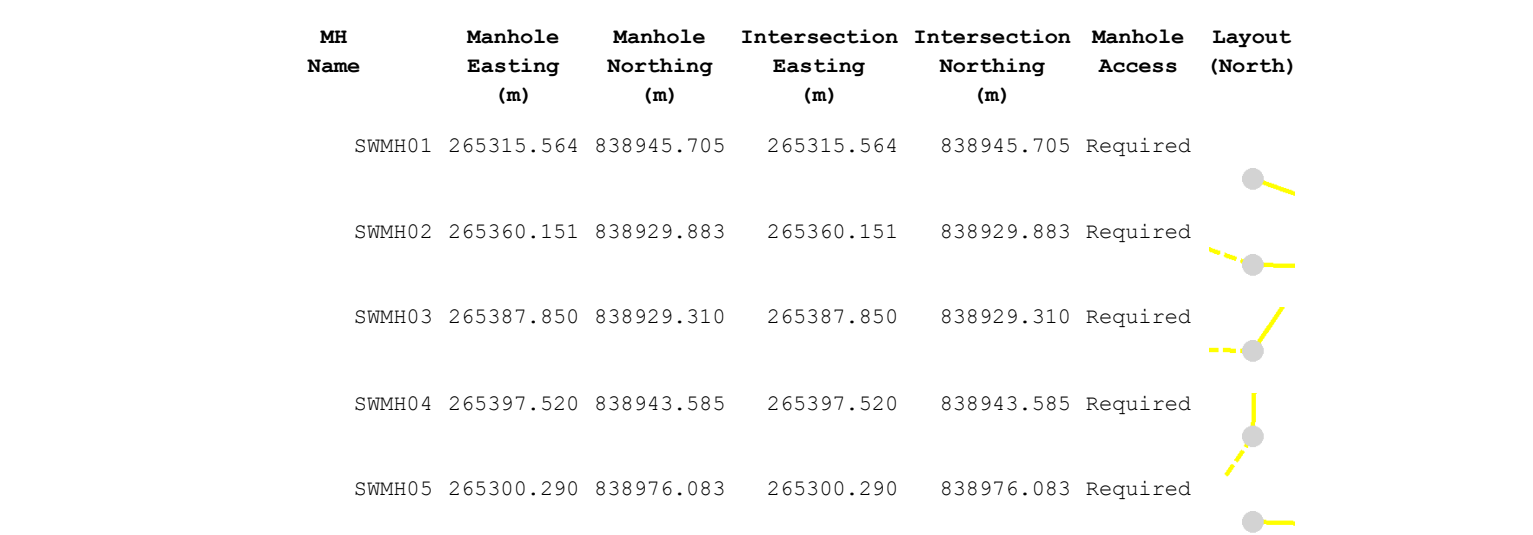 MH Manhole Manhole Intersection Intersection Manhole Layout
Name Easting Northing Easting Northing Access (North)
(m) (m) (m) (m)
SWMH01 265315.564 838945.705 265315.564 838945.705 Required
SWMH02 265360.151 838929.883 265360.151 838929.883 Required
SWMH03 265387.850 838929.310 265387.850 838929.310 Required
SWMH04 265397.520 838943.585 265397.520 838943.585 Required
SWMH05 265300.290 838976.083 265300.290 838976.083 Required